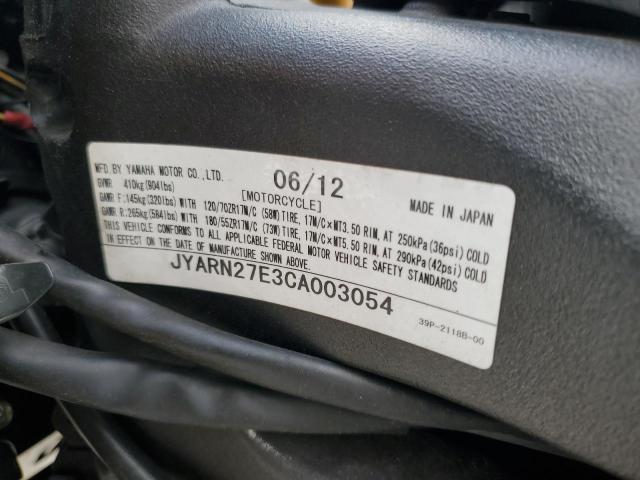 MFD.BY YAMAHA MOTOR CO.,LTD. 06/12
GVWR 410kg(904lbs) [MOTORCYCLE] MADE IN JAPAN
GAWR F:145kg(320lbs)WITH 120/70ZR17M/C (58W)TIRE, 17M/C×MT3.50 RIM, AT 250kPa(36psi)COLD
GAWR R:265kg(584lbs)WITH 180/55ZR17M/C (73W)TIRE, 17M/C×MT5.50 RIM, AT 290kPa(42psi)COLD
THIS VEHICLE CONFORMS TO ALL APPLICABLE FEDERAL MOTOR VEHICLE SAFETY STANDARDS
IN EFFECT ON THE DATE OF MANUFACTURE SHOWN ABOVE.
JYARN27E3CA003054
39P-2118B-00